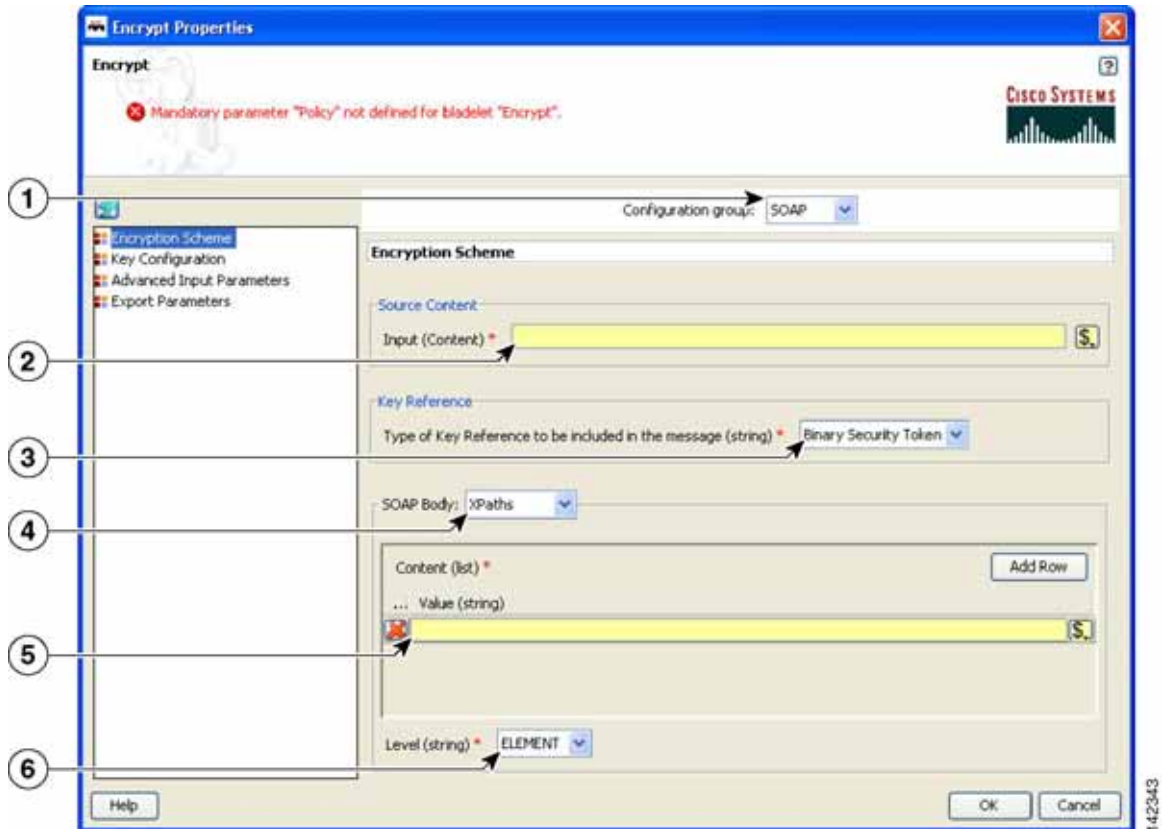 Encrypt Properties
Encrypt
Mandatory parameter "Policy" not defined for bladelet "Encrypt".
CISCO SYSTEMS
1
Configuration group: SOAP
Encryption Scheme
Key Configuration
Advanced Input Parameters
Export Parameters
Encryption Scheme
Source Content
2
Input (Content) *
$
Key Reference
3
Type of Key Reference to be included in the message (string) * Binary Security Token
4
SOAP Body: XPaths
Content (list) *
Add Row
... Value (string)
5
$
6
Level (string) * ELEMENT
Help
OK
Cancel
142343